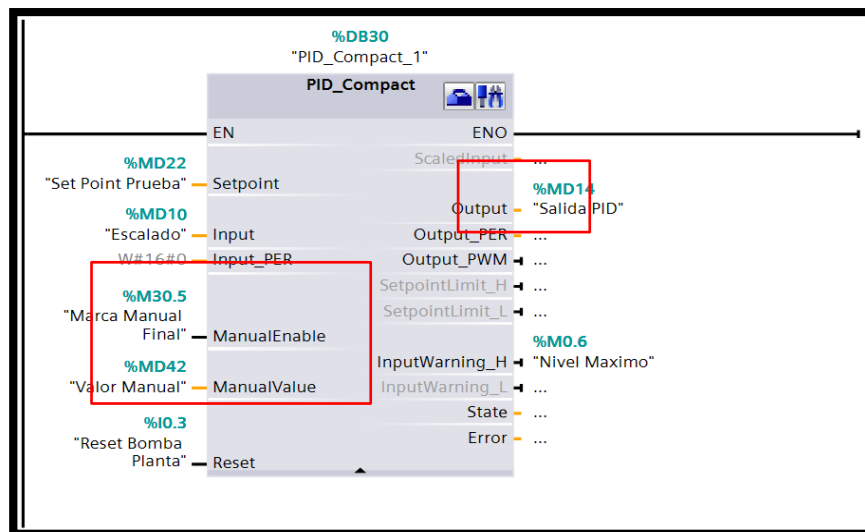 %DB30
"PID_Compact_1"
PID_Compact
EN
ENO
ScaledInput
...
%MD22
"Set Point Prueba"
Setpoint
%MD14
Output
"Salida PID"
%MD10
"Escalado"
Input
Output_PER
...
W#16#0
Input_PER
Output_PWM
...
SetpointLimit_H
...
%M30.5
"Marca Manual
Final"
ManualEnable
SetpointLimit_L
...
%M0.6
InputWarning_H
"Nivel Maximo"
%MD42
"Valor Manual"
ManualValue
InputWarning_L
...
State
...
%I0.3
"Reset Bomba
Planta"
Reset
Error
...